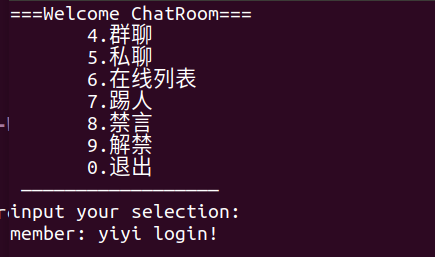 ===Welcome ChatRoom===
4.群聊
5.私聊
6.在线列表
7.踢人
8.禁言
9.解禁
0.退出
——————————————————
input your selection:
member: yiyi login!